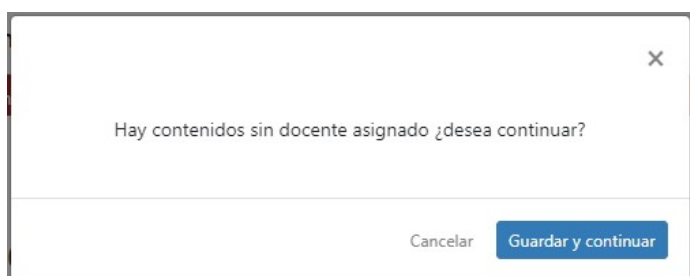 ×
Hay contenidos sin docente asignado ¿desea continuar?
Cancelar
Guardar y continuar